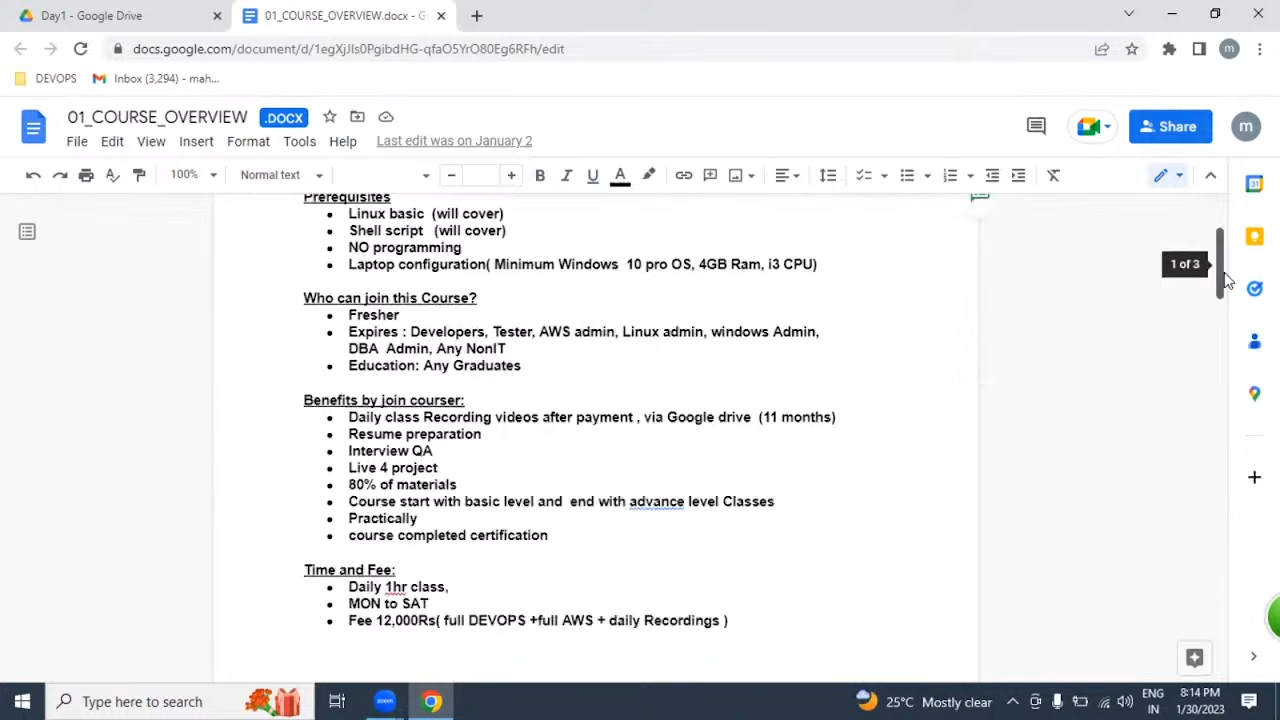 Day1 - Google Drive
01_COURSE_OVERVIEW.docx - G
docs.google.com/document/d/1egXjJIs0PgibdHG-qfaO5YrO80Eg6RFh/edit
m
DEVOPS
Inbox (3,294) - mah...
01_COURSE_OVERVIEW
.DOCX
Share
m
File Edit View Insert Format Tools Help Last edit was on January 2
100% Normal text
Prerequisites
• Linux basic (will cover)
• Shell script (will cover)
• NO programming
• Laptop configuration( Minimum Windows 10 pro OS, 4GB Ram, i3 CPU)
1 of 3
Who can join this Course?
• Fresher
• Expires : Developers, Tester, AWS admin, Linux admin, windows Admin,
DBA Admin, Any NonIT
• Education: Any Graduates
Benefits by join courser:
• Daily class Recording videos after payment , via Google drive (11 months)
• Resume preparation
• Interview QA
• Live 4 project
• 80% of materials
• Course start with basic level and end with advance level Classes
• Practically
• course completed certification
Time and Fee:
• Daily 1hr class,
• MON to SAT
• Fee 12,000Rs( full DEVOPS +full AWS + daily Recordings )
Type here to search
zoom
25°C Mostly clear
ENG
IN
8:14 PM
1/30/2023